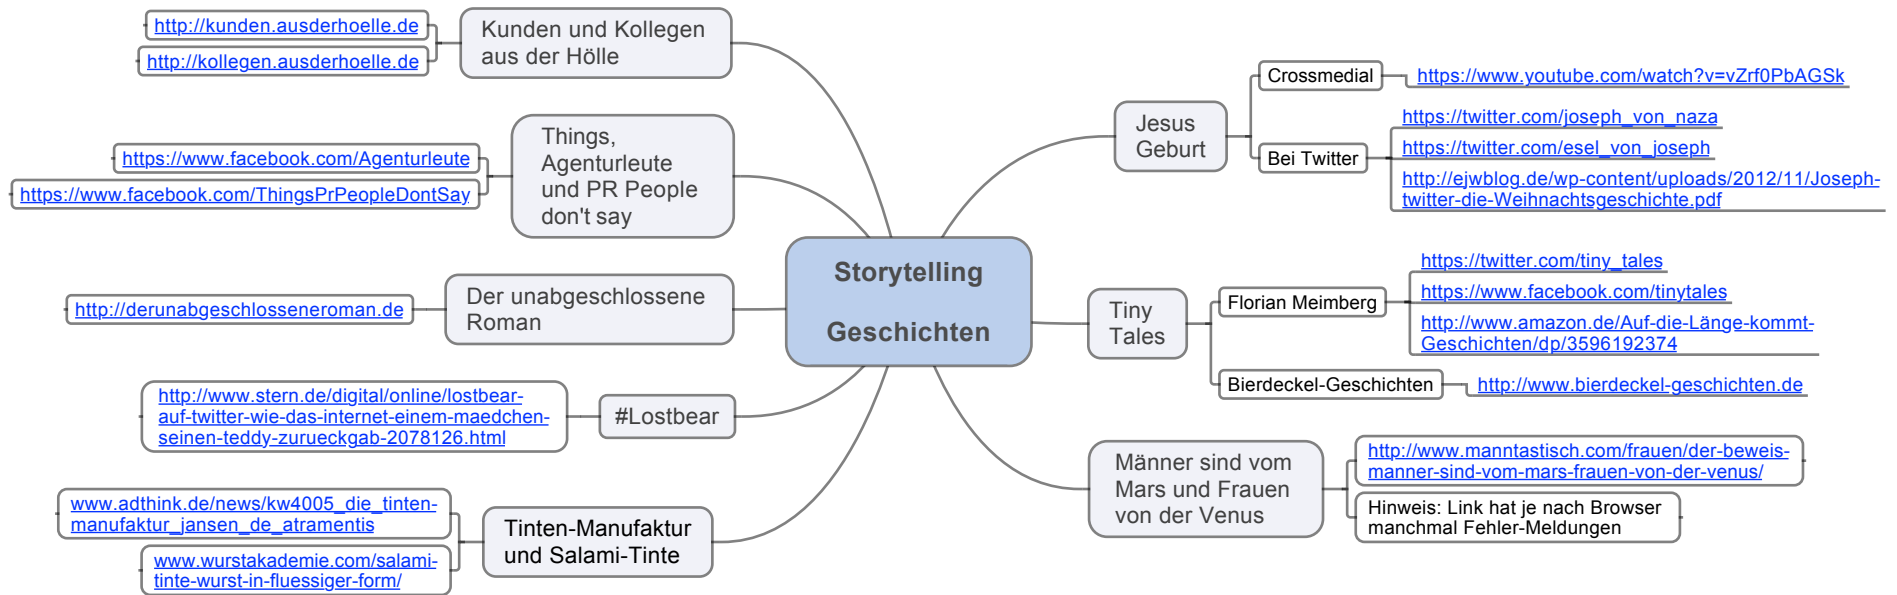 Storytelling
Geschichten
Kunden und Kollegen
aus der Hölle
http://kunden.ausderhoelle.de
http://kollegen.ausderhoelle.de
Things,
Agenturleute
und PR People
don't say
https://www.facebook.com/Agenturleute
https://www.facebook.com/ThingsPrPeopleDontSay
Der unabgeschlossene
Roman
http://derunabgeschlosseneroman.de
#Lostbear
http://www.stern.de/digital/online/lostbear-
auf-twitter-wie-das-internet-einem-maedchen-
seinen-teddy-zurueckgab-2078126.html
Tinten-Manufaktur
und Salami-Tinte
www.adthink.de/news/kw4005_die_tinten-
manufaktur_jansen_de_atramentis
www.wurstakademie.com/salami-
tinte-wurst-in-fluessiger-form/
Jesus
Geburt
Crossmedial
https://www.youtube.com/watch?v=vZrf0PbAGSk
Bei Twitter
https://twitter.com/joseph_von_naza
https://twitter.com/esel_von_joseph
http://ejwblog.de/wp-content/uploads/2012/11/Joseph-
twitter-die-Weihnachtsgeschichte.pdf
Tiny
Tales
Florian Meimberg
https://twitter.com/tiny_tales
https://www.facebook.com/tinytales
http://www.amazon.de/Auf-die-Länge-kommt-
Geschichten/dp/3596192374
Bierdeckel-Geschichten
http://www.bierdeckel-geschichten.de
Männer sind vom
Mars und Frauen
von der Venus
http://www.manntastisch.com/frauen/der-beweis-
manner-sind-vom-mars-frauen-von-der-venus/
Hinweis: Link hat je nach Browser
manchmal Fehler-Meldungen